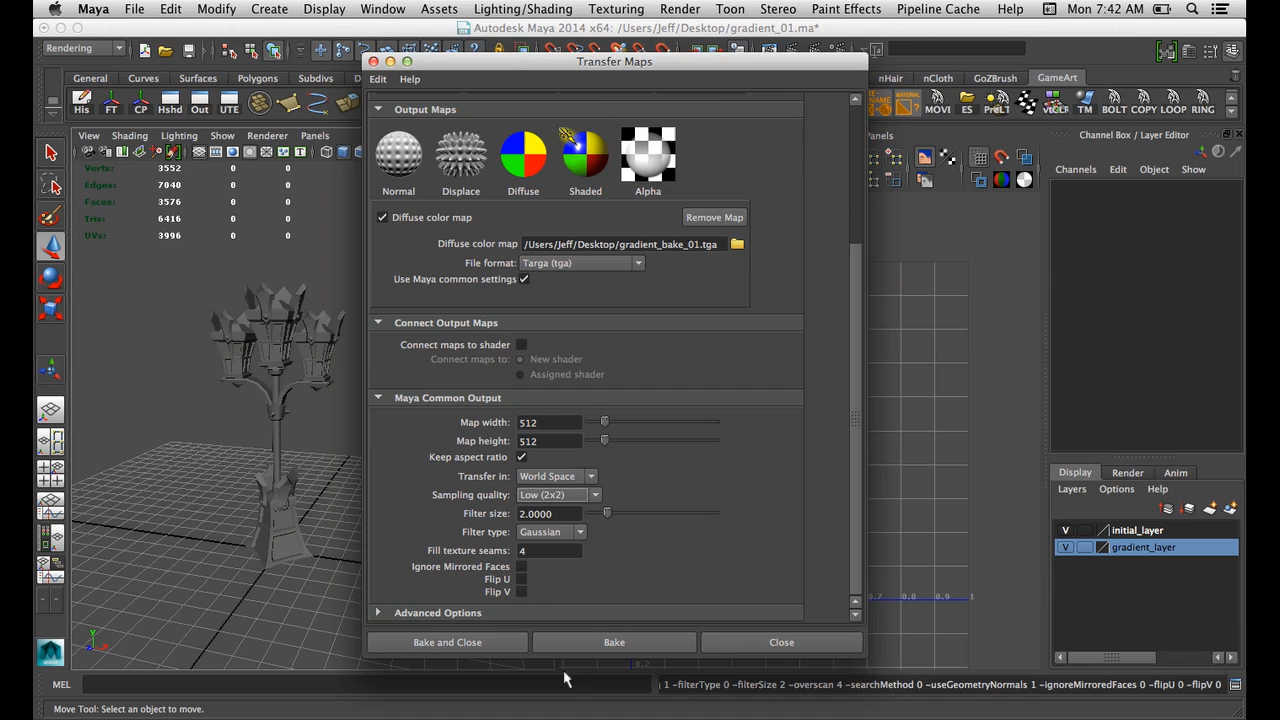 Maya File Edit Modify Create Display Window Assets Lighting/Shading Texturing Render Toon Stereo Paint Effects Pipeline Cache Help Mon 7:42 AM
Autodesk Maya 2014 x64: /Users/Jeff/Desktop/gradient_01.ma*
Rendering
Transfer Maps
General Curves Surfaces Polygons Subdivs
nHair nCloth GoZBrush GameArt
Edit Help
His FT CP Hshd Out UTE
MOVI ES PreLT vtCLF TM BOLT COPY LOOP RING
View Shading Lighting Show Renderer Panels
Panels
Channel Box / Layer Editor
Channels Edit Object Show
Verts: 3552 0 0
Edges: 7040 0 0
Faces: 3576 0 0
Tris: 6416 0 0
UVs: 3996 0 0
Output Maps
Normal Displace Diffuse Shaded Alpha
Diffuse color map
Remove Map
Diffuse color map /Users/Jeff/Desktop/gradient_bake_01.tga
File format: Targa (tga)
Use Maya common settings
Connect Output Maps
Connect maps to shader
Connect maps to: New shader
Assigned shader
Maya Common Output
Map width: 512
Map height: 512
Keep aspect ratio
Transfer in: World Space
Sampling quality: Low (2x2)
Filter size: 2.0000
Filter type: Gaussian
Fill texture seams: 4
Ignore Mirrored Faces
Flip U
Flip V
Advanced Options
Bake and Close Bake Close
Display Render Anim
Layers Options Help
V initial_layer
V gradient_layer
0.7 0.8 0.9 1
0.2
y
MEL
1 -filterType 0 -filterSize 2 -overscan 4 -searchMethod 0 -useGeometryNormals 1 -ignoreMirroredFaces 0 -flipU 0 -flipV 0
Move Tool: Select an object to move.